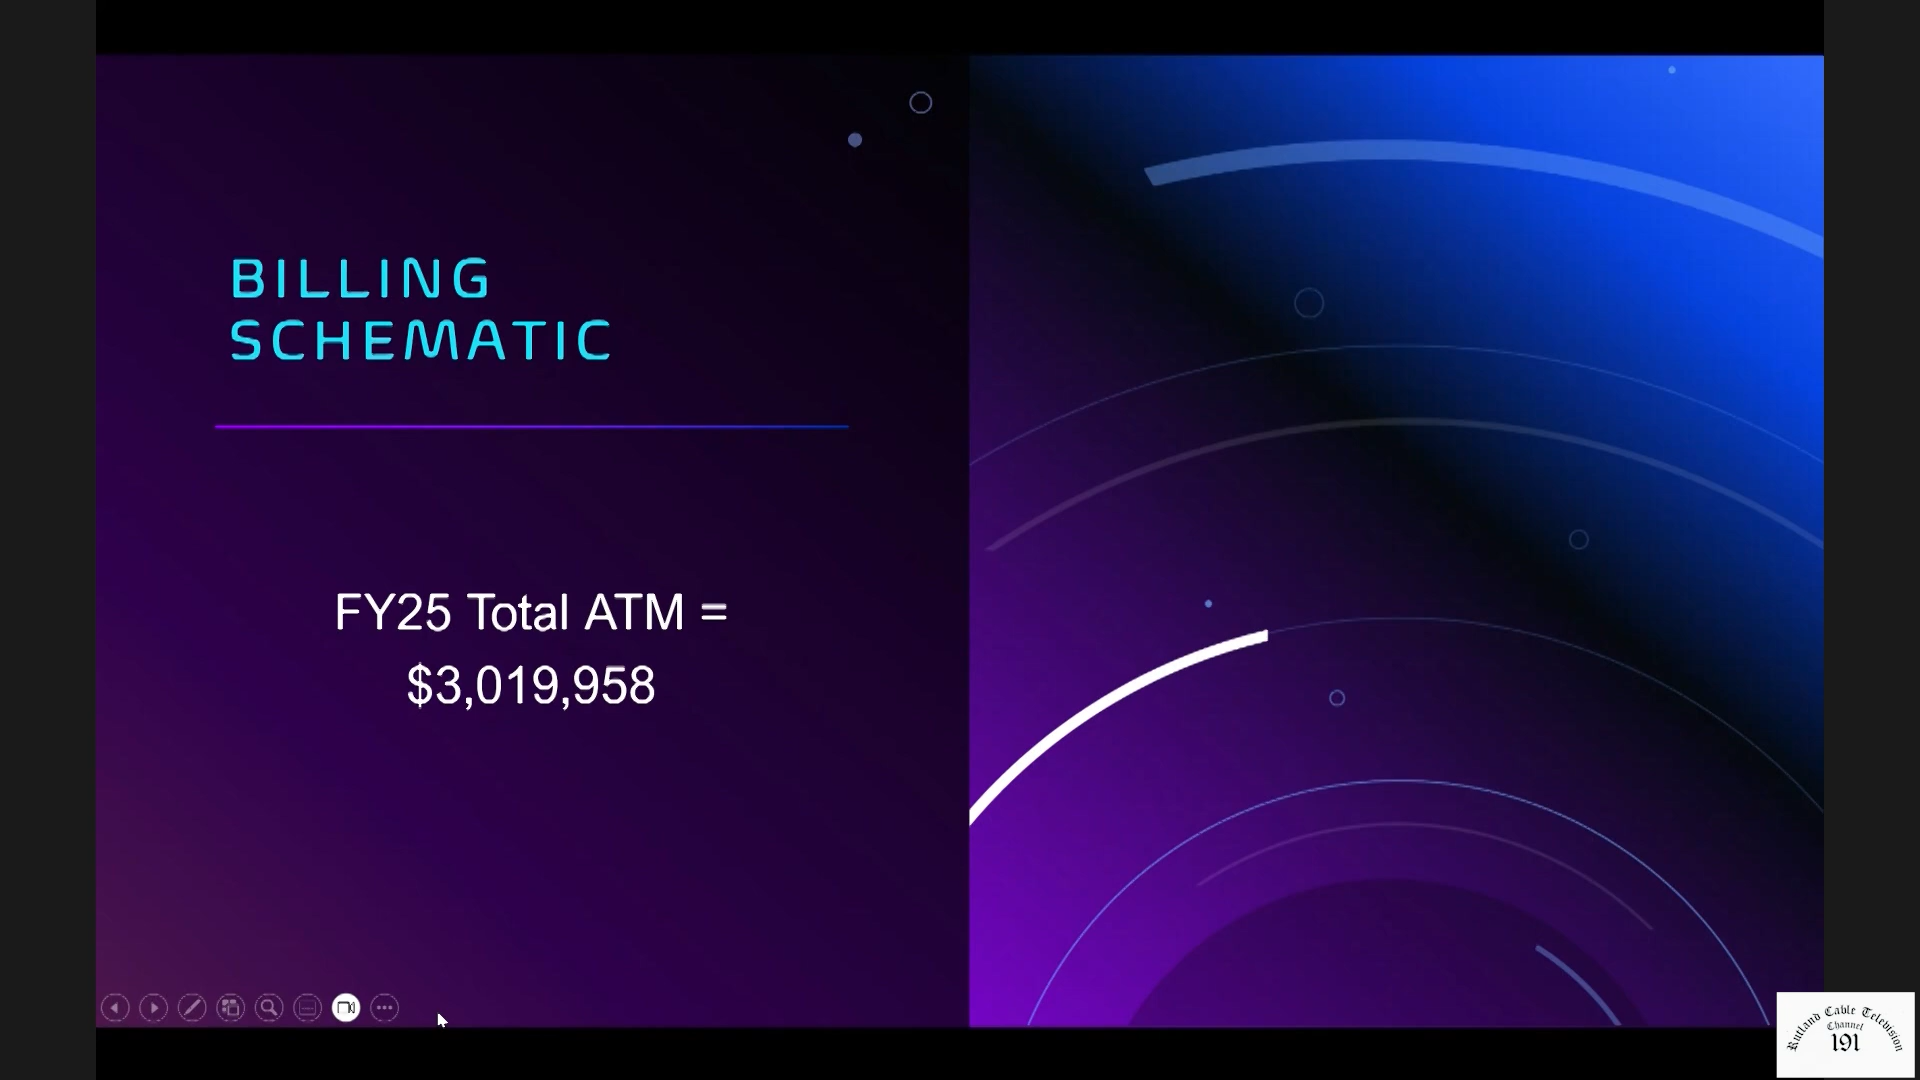 BILLING
SCHEMATIC
FY25 Total ATM =
$3,019,958
Rutland Cable Television
Channel
191